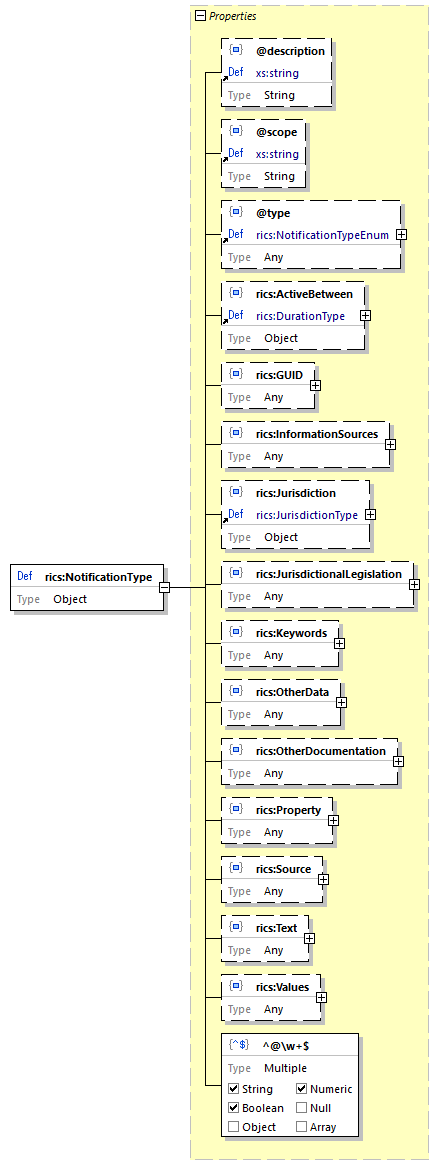 Properties
@description
Def xs:string
Type String
@scope
Def xs:string
Type String
@type
Def rics:NotificationTypeEnum
Type Any
rics:ActiveBetween
Def rics:DurationType
Type Object
rics:GUID
Type Any
rics:InformationSources
Type Any
rics:Jurisdiction
Def rics:JurisdictionType
Type Object
Def rics:NotificationType
Type Object
rics:JurisdictionalLegislation
Type Any
rics:Keywords
Type Any
rics:OtherData
Type Any
rics:OtherDocumentation
Type Any
rics:Property
Type Any
rics:Source
Type Any
rics:Text
Type Any
rics:Values
Type Any
{^$} ^@\w+$
Type Multiple
String Numeric
Boolean Null
Object Array